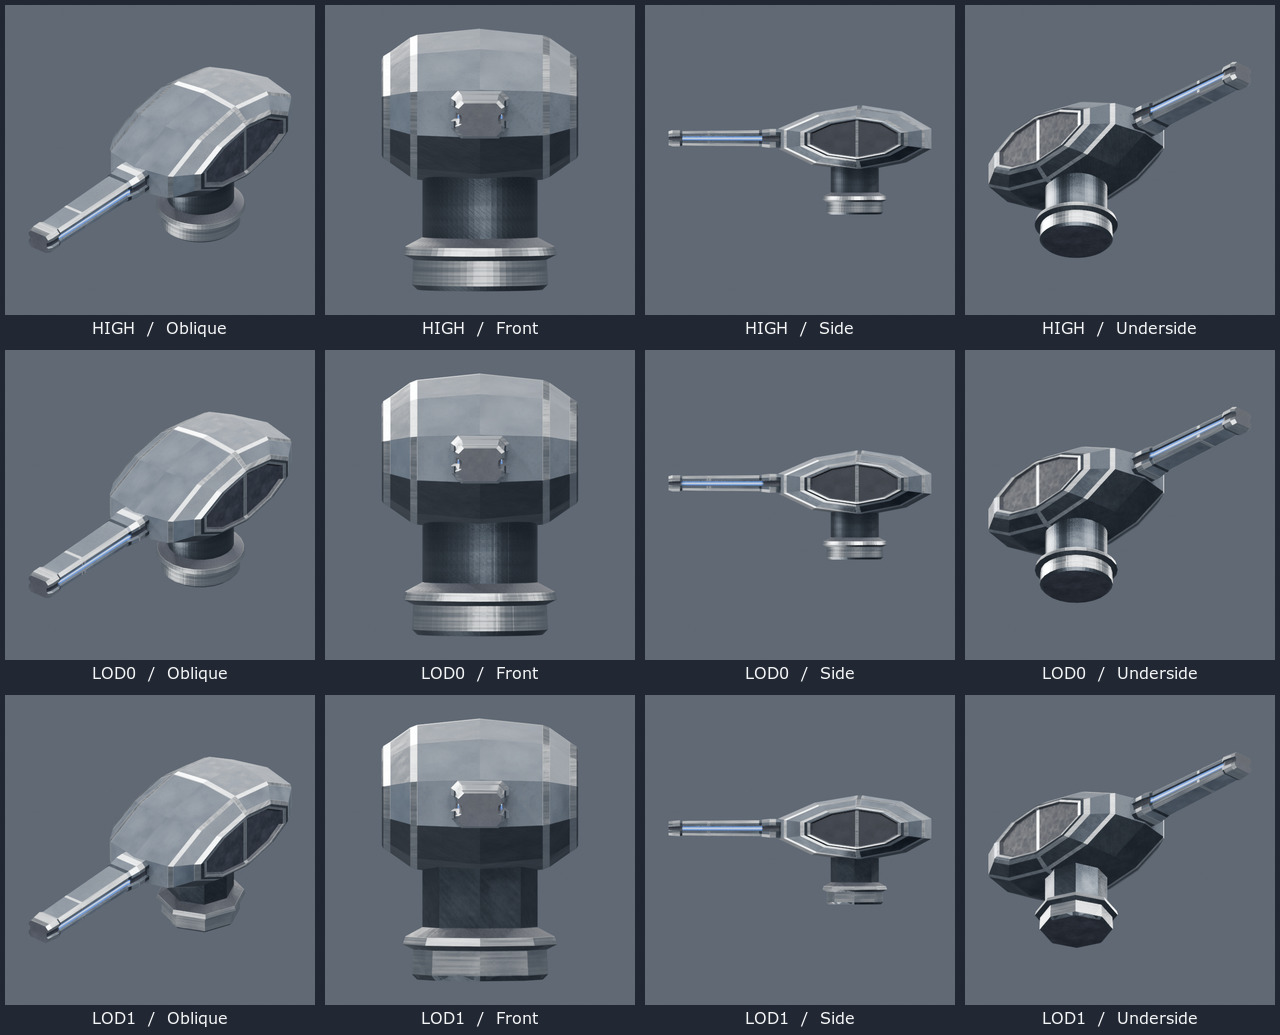 HIGH / Oblique
HIGH / Front
HIGH / Side
HIGH / Underside
LOD0 / Oblique
LOD0 / Front
LOD0 / Side
LOD0 / Underside
LOD1 / Oblique
LOD1 / Front
LOD1 / Side
LOD1 / Underside